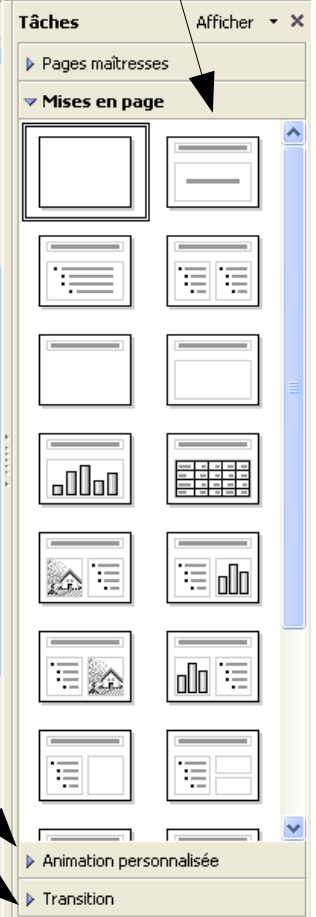 Tâches Afficher
Pages maîtresses
Mises en page
Animation personnalisée
Transition